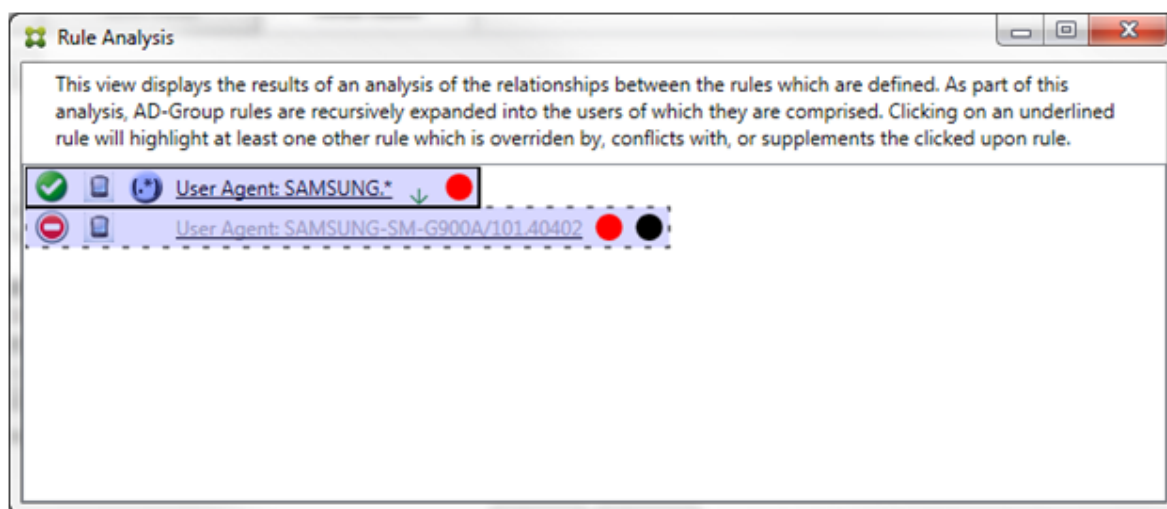 Rule Analysis
This view displays the results of an analysis of the relationships between the rules which are defined. As part of this
analysis, AD-Group rules are recursively expanded into the users of which they are comprised. Clicking on an underlined
rule will highlight at least one other rule which is overriden by, conflicts with, or supplements the clicked upon rule.
(.*) User Agent: SAMSUNG.*
User Agent: SAMSUNG-SM-G900A/101.40402